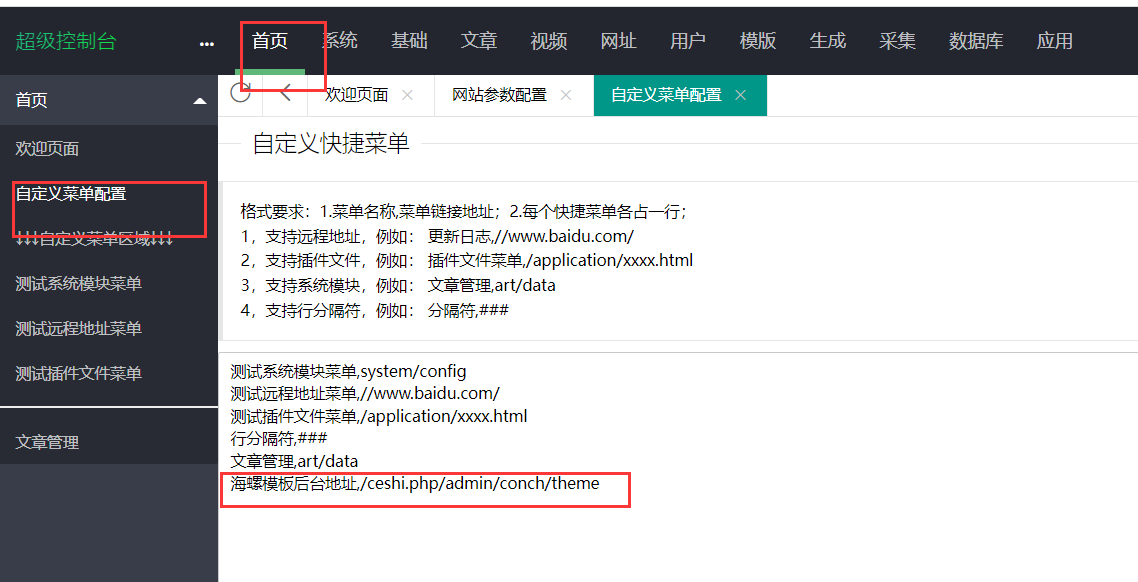 超级控制台 ... 首页 系统 基础 文章 视频 网址 用户 模版 生成 采集 数据库 应用
首页
欢迎页面 网站参数配置 自定义菜单配置
欢迎页面
自定义菜单配置
↓↓↓自定义菜单区域↓↓↓
测试系统模块菜单
测试远程地址菜单
测试插件文件菜单
文章管理
自定义快捷菜单
格式要求：1.菜单名称,菜单链接地址；2.每个快捷菜单各占一行；
1，支持远程地址，例如： 更新日志,//www.baidu.com/
2，支持插件文件，例如： 插件文件菜单,/application/xxxx.html
3，支持系统模块，例如： 文章管理,art/data
4，支持行分隔符，例如： 分隔符,###
测试系统模块菜单,system/config
测试远程地址菜单,//www.baidu.com/
测试插件文件菜单,/application/xxxx.html
行分隔符,###
文章管理,art/data
海螺模板后台地址,/ceshi.php/admin/conch/theme